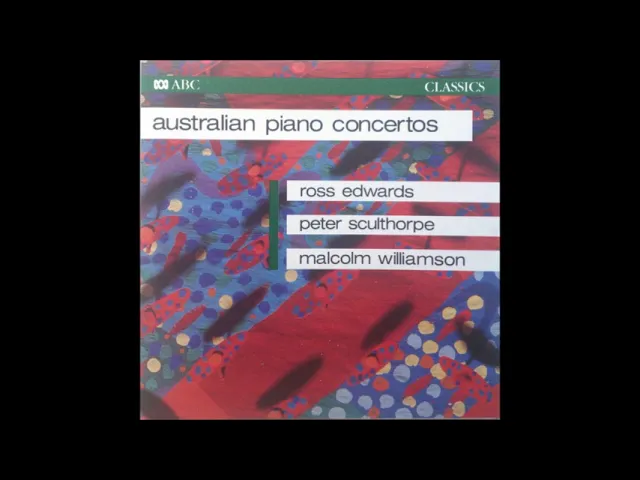 ABC
CLASSICS
australian piano concertos
ross edwards
peter sculthorpe
malcolm williamson